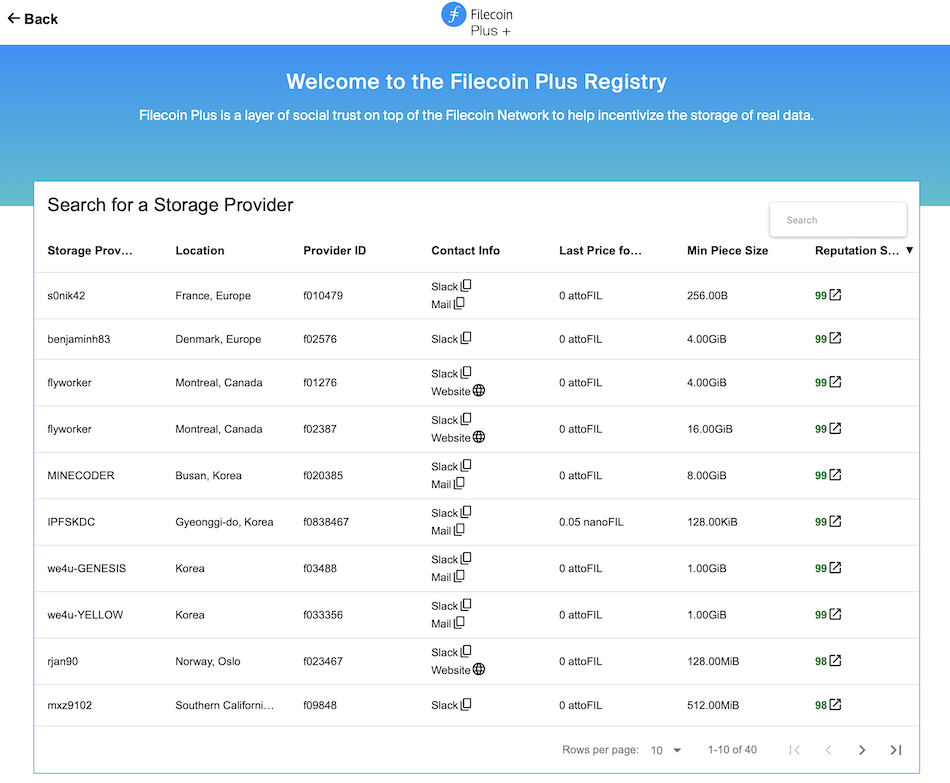 Back
Filecoin
Plus +
Welcome to the Filecoin Plus Registry
Filecoin Plus is a layer of social trust on top of the Filecoin Network to help incentivize the storage of real data.
Search for a Storage Provider
Search
Storage Prov... Location Provider ID Contact Info Last Price fo... Min Piece Size Reputation S...
s0nik42 France, Europe f010479 Slack Mail 0 attoFIL 256.00B 99
benjaminh83 Denmark, Europe f02576 Slack 0 attoFIL 4.00GiB 99
flyworker Montreal, Canada f01276 Slack Website 0 attoFIL 4.00GiB 99
flyworker Montreal, Canada f02387 Slack Website 0 attoFIL 16.00GiB 99
MINECODER Busan, Korea f020385 Slack Mail 0 attoFIL 8.00GiB 99
IPFSKDC Gyeonggi-do, Korea f0838467 Slack Mail 0.05 nanoFIL 128.00KiB 99
we4u-GENESIS Korea f03488 Slack Mail 0 attoFIL 1.00GiB 99
we4u-YELLOW Korea f033356 Slack Mail 0 attoFIL 1.00GiB 99
rjan90 Norway, Oslo f023467 Slack Website 0 attoFIL 128.00MiB 98
mxz9102 Southern Californi... f09848 Slack 0 attoFIL 512.00MiB 98
Rows per page: 10 1-10 of 40